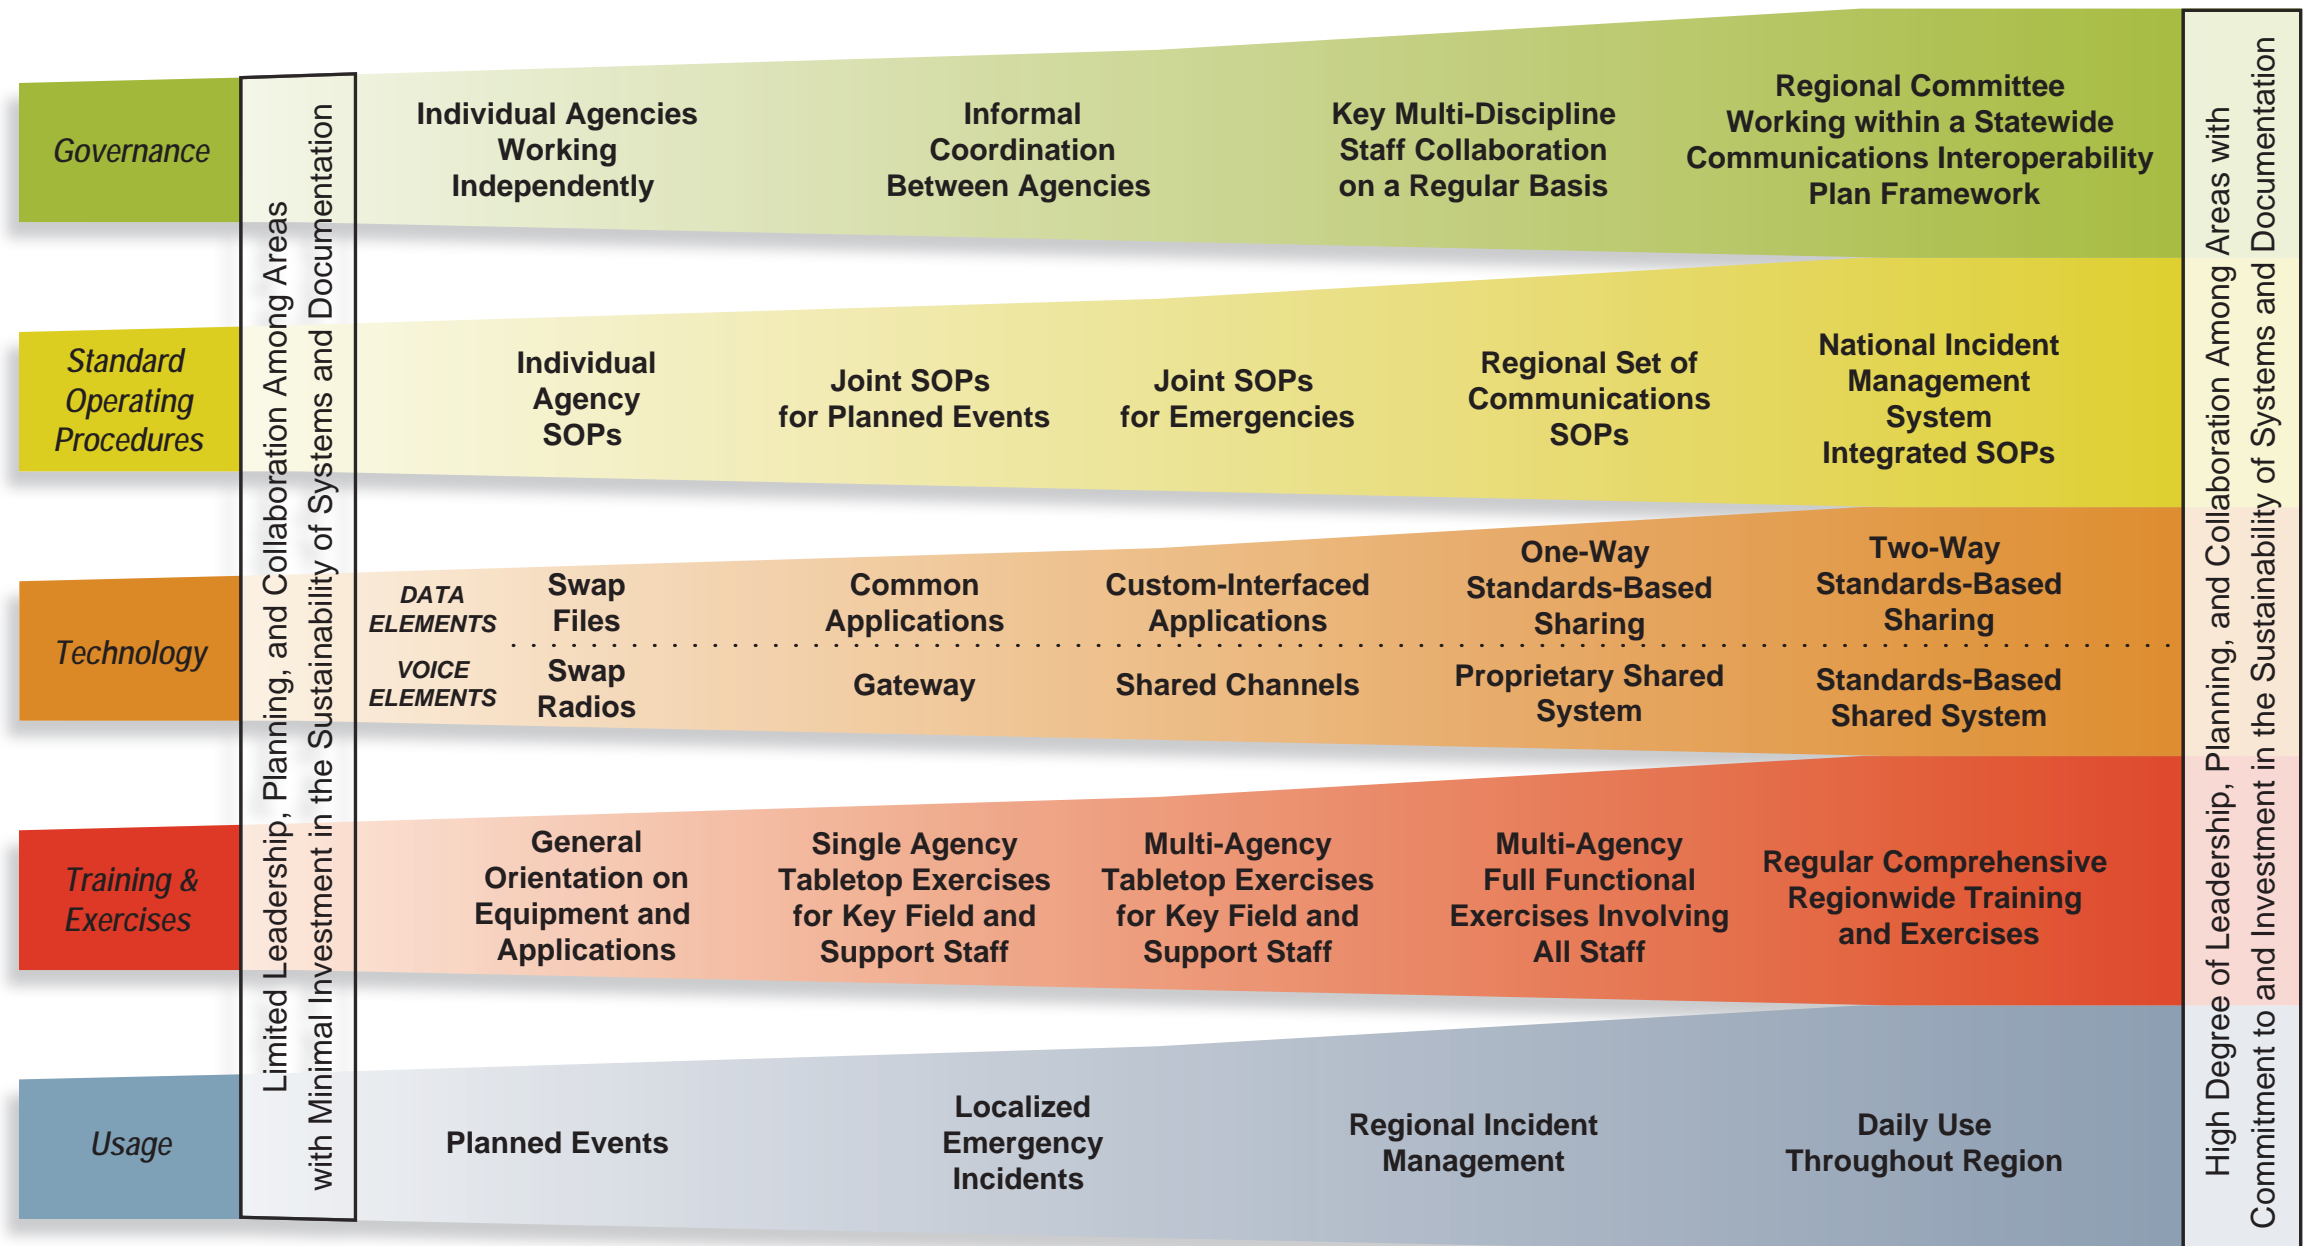 Governance
Individual Agencies
Working
Independently
Informal
Coordination
Between Agencies
Key Multi-Discipline
Staff Collaboration
on a Regular Basis
Regional Committee
Working within a Statewide
Communications Interoperability
Plan Framework
Standard
Operating
Procedures
Individual
Agency
SOPs
Joint SOPs
for Planned Events
Joint SOPs
for Emergencies
Regional Set of
Communications
SOPs
National Incident
Management
System
Integrated SOPs
Technology
DATA
ELEMENTS
Swap
Files
Common
Applications
Custom-Interfaced
Applications
One-Way
Standards-Based
Sharing
Two-Way
Standards-Based
Sharing
VOICE
ELEMENTS
Swap
Radios
Gateway
Shared Channels
Proprietary Shared
System
Standards-Based
Shared System
Training &
Exercises
General
Orientation on
Equipment and
Applications
Single Agency
Tabletop Exercises
for Key Field and
Support Staff
Multi-Agency
Tabletop Exercises
for Key Field and
Support Staff
Multi-Agency
Full Functional
Exercises Involving
All Staff
Regular Comprehensive
Regionwide Training
and Exercises
Usage
Planned Events
Localized
Emergency
Incidents
Regional Incident
Management
Daily Use
Throughout Region
Limited Leadership, Planning, and Collaboration Among Areas
with Minimal Investment in the Sustainability of Systems and Documentation
High Degree of Leadership, Planning, and Collaboration Among Areas with
Commitment to and Investment in the Sustainability of Systems and Documentation